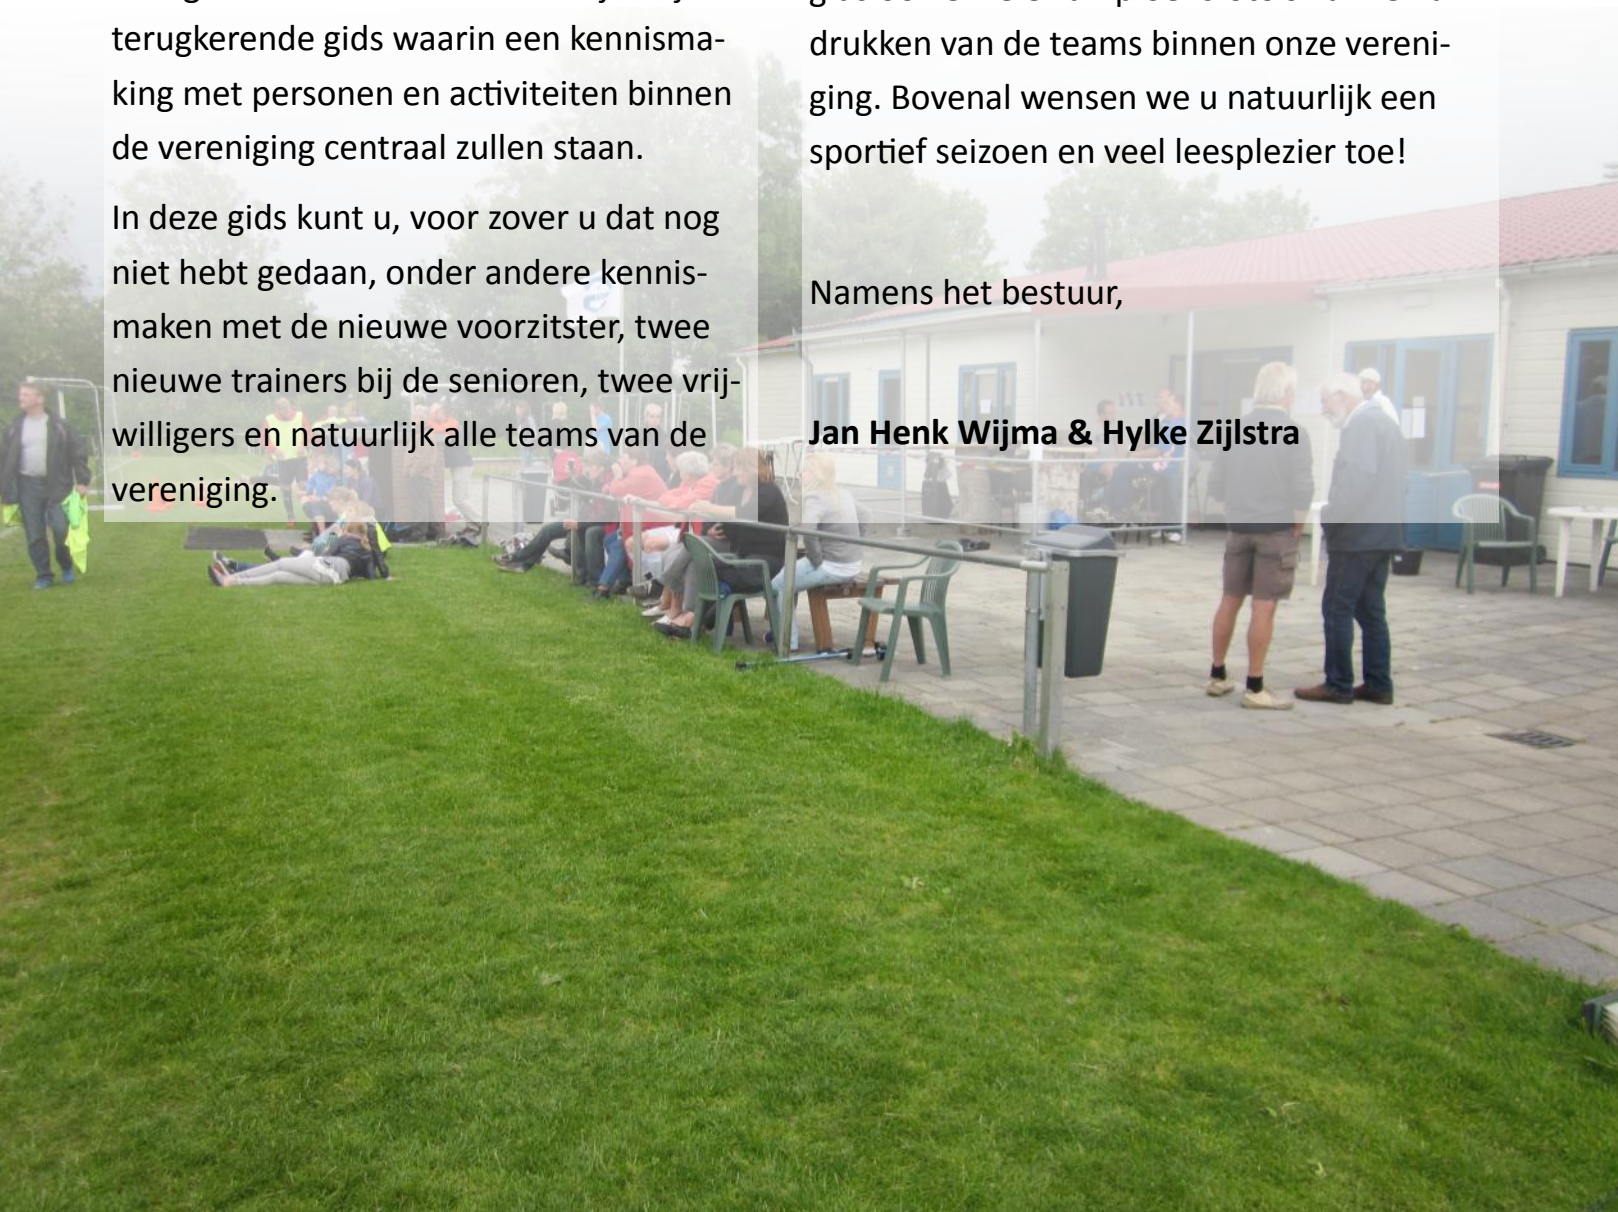 terugkerende gids waarin een kennisma-
king met personen en activiteiten binnen
de vereniging centraal zullen staan.
In deze gids kunt u, voor zover u dat nog
niet hebt gedaan, onder andere kennis-
maken met de nieuwe voorzitster, twee
nieuwe trainers bij de senioren, twee vrij-
willigers en natuurlijk alle teams van de
vereniging.
drukken van de teams binnen onze vereni-
ging. Bovenal wensen we u natuurlijk een
sportief seizoen en veel leesplezier toe!
Namens het bestuur,
Jan Henk Wijma & Hylke Zijlstra